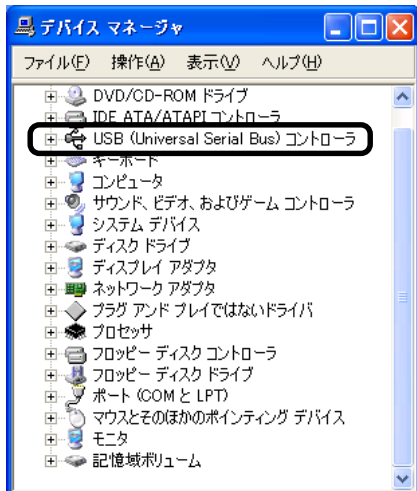 デバイス マネージャ
ファイル(F) 操作(A) 表示(V) ヘルプ(H)
DVD/CD-ROM ドライブ
IDE ATA/ATAPI コントローラ
USB (Universal Serial Bus) コントローラ
キーボード
コンピュータ
サウンド、ビデオ、およびゲーム コントローラ
システム デバイス
ディスク ドライブ
ディスプレイ アダプタ
ネットワーク アダプタ
プラグ アンド プレイではないドライバ
プロセッサ
フロッピー ディスク コントローラ
フロッピー ディスク ドライブ
ポート (COM と LPT)
マウスとそのほかのポインティング デバイス
モニタ
記憶域ボリューム